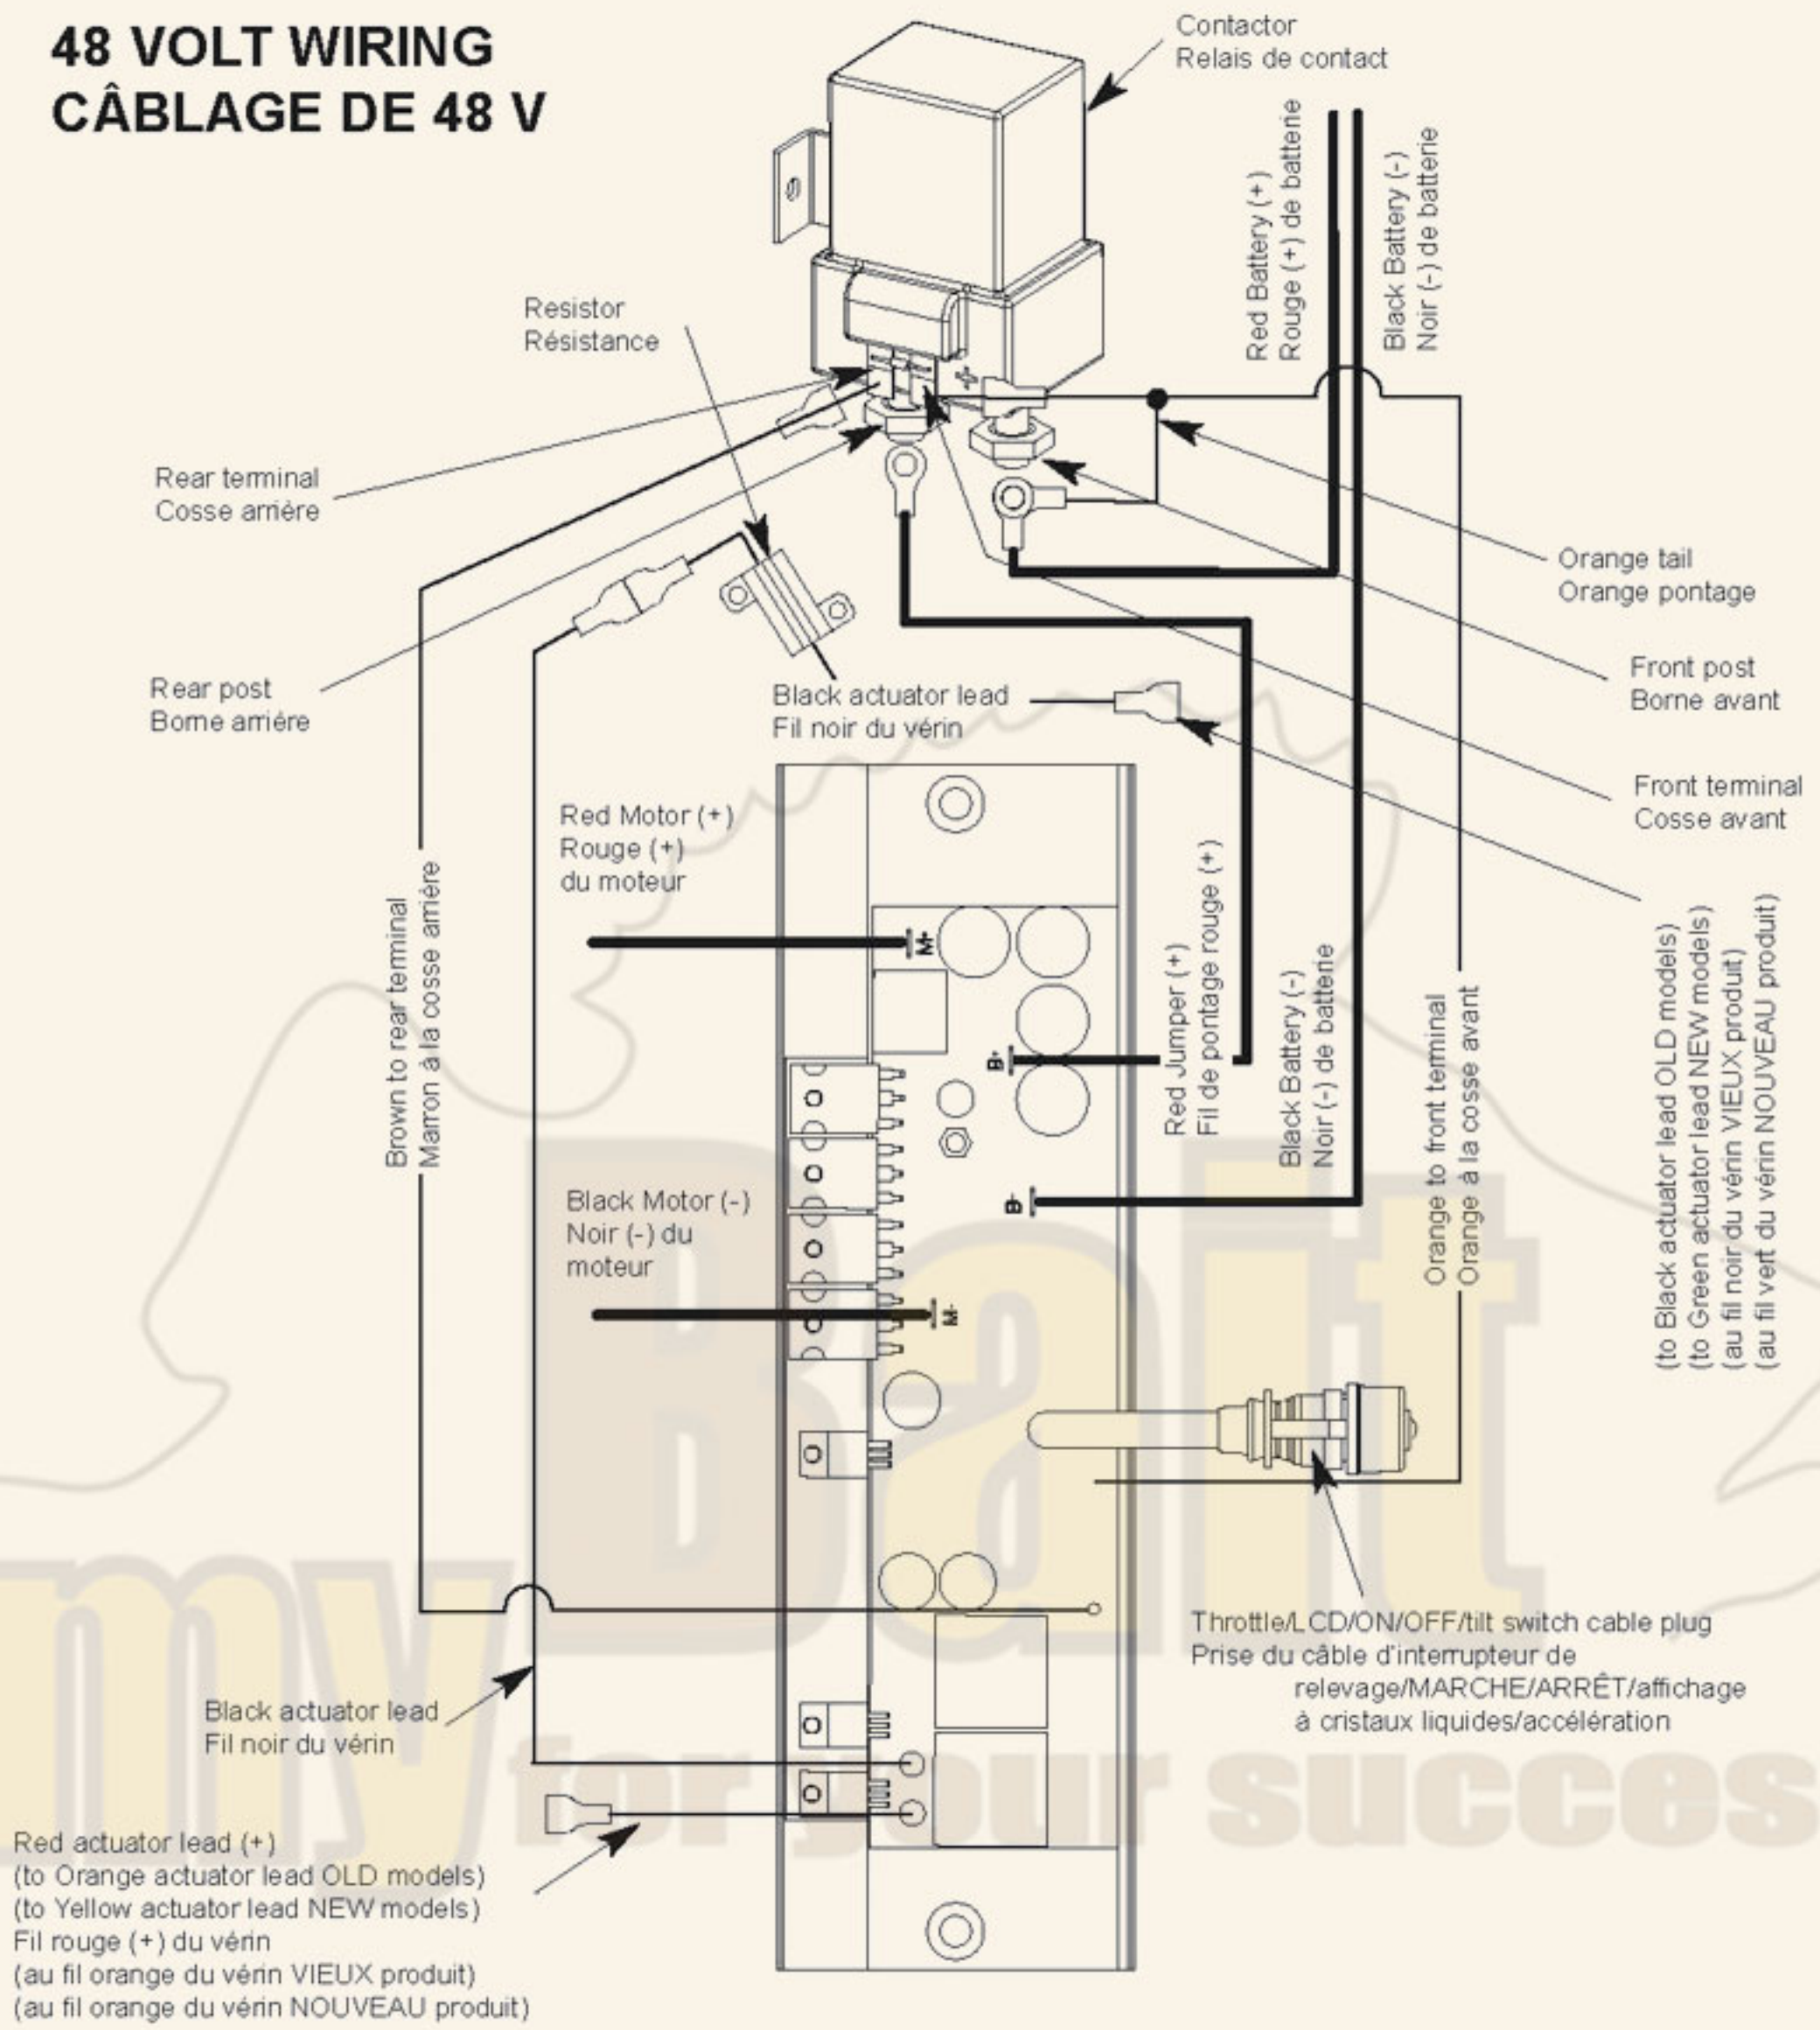 48 VOLT WIRING
CÂBLAGE DE 48 V
Contactor
Relais de contact
Red Battery (+)
Rouge (+) de batterie
Black Battery (-)
Noir (-) de batterie
Resistor
Résistance
+
Rear terminal
Cosse arrière
Orange tail
Orange pontage
Rear post
Borne arriére
Front post
Borne avant
Black actuator lead
Fil noir du vérin
Front terminal
Cosse avant
Red Motor (+)
Rouge (+)
du moteur
M+
Brown to rear terminal
Marron à la cosse arrière
Red Jumper (+)
Fil de pontage rouge (+)
B+
Black Battery (-)
Noir (-) de batterie
Orange to front terminal
Orange à la cosse avant
(to Black actuator lead OLD models)
(to Green actuator lead NEW models)
(au fil noir du vérin VIEUX produit)
(au fil vert du vérin NOUVEAU produit)
B-
Black Motor (-)
Noir (-) du
moteur
M-
Throttle/LCD/ON/OFF/tilt switch cable plug
Prise du câble d'interrupteur de
relevage/MARCHE/ARRÊT/affichage
à cristaux liquides/accélération
Black actuator lead
Fil noir du vérin
Red actuator lead (+)
(to Orange actuator lead OLD models)
(to Yellow actuator lead NEW models)
Fil rouge (+) du vérin
(au fil orange du vérin VIEUX produit)
(au fil orange du vérin NOUVEAU produit)
my Bait
for your succes